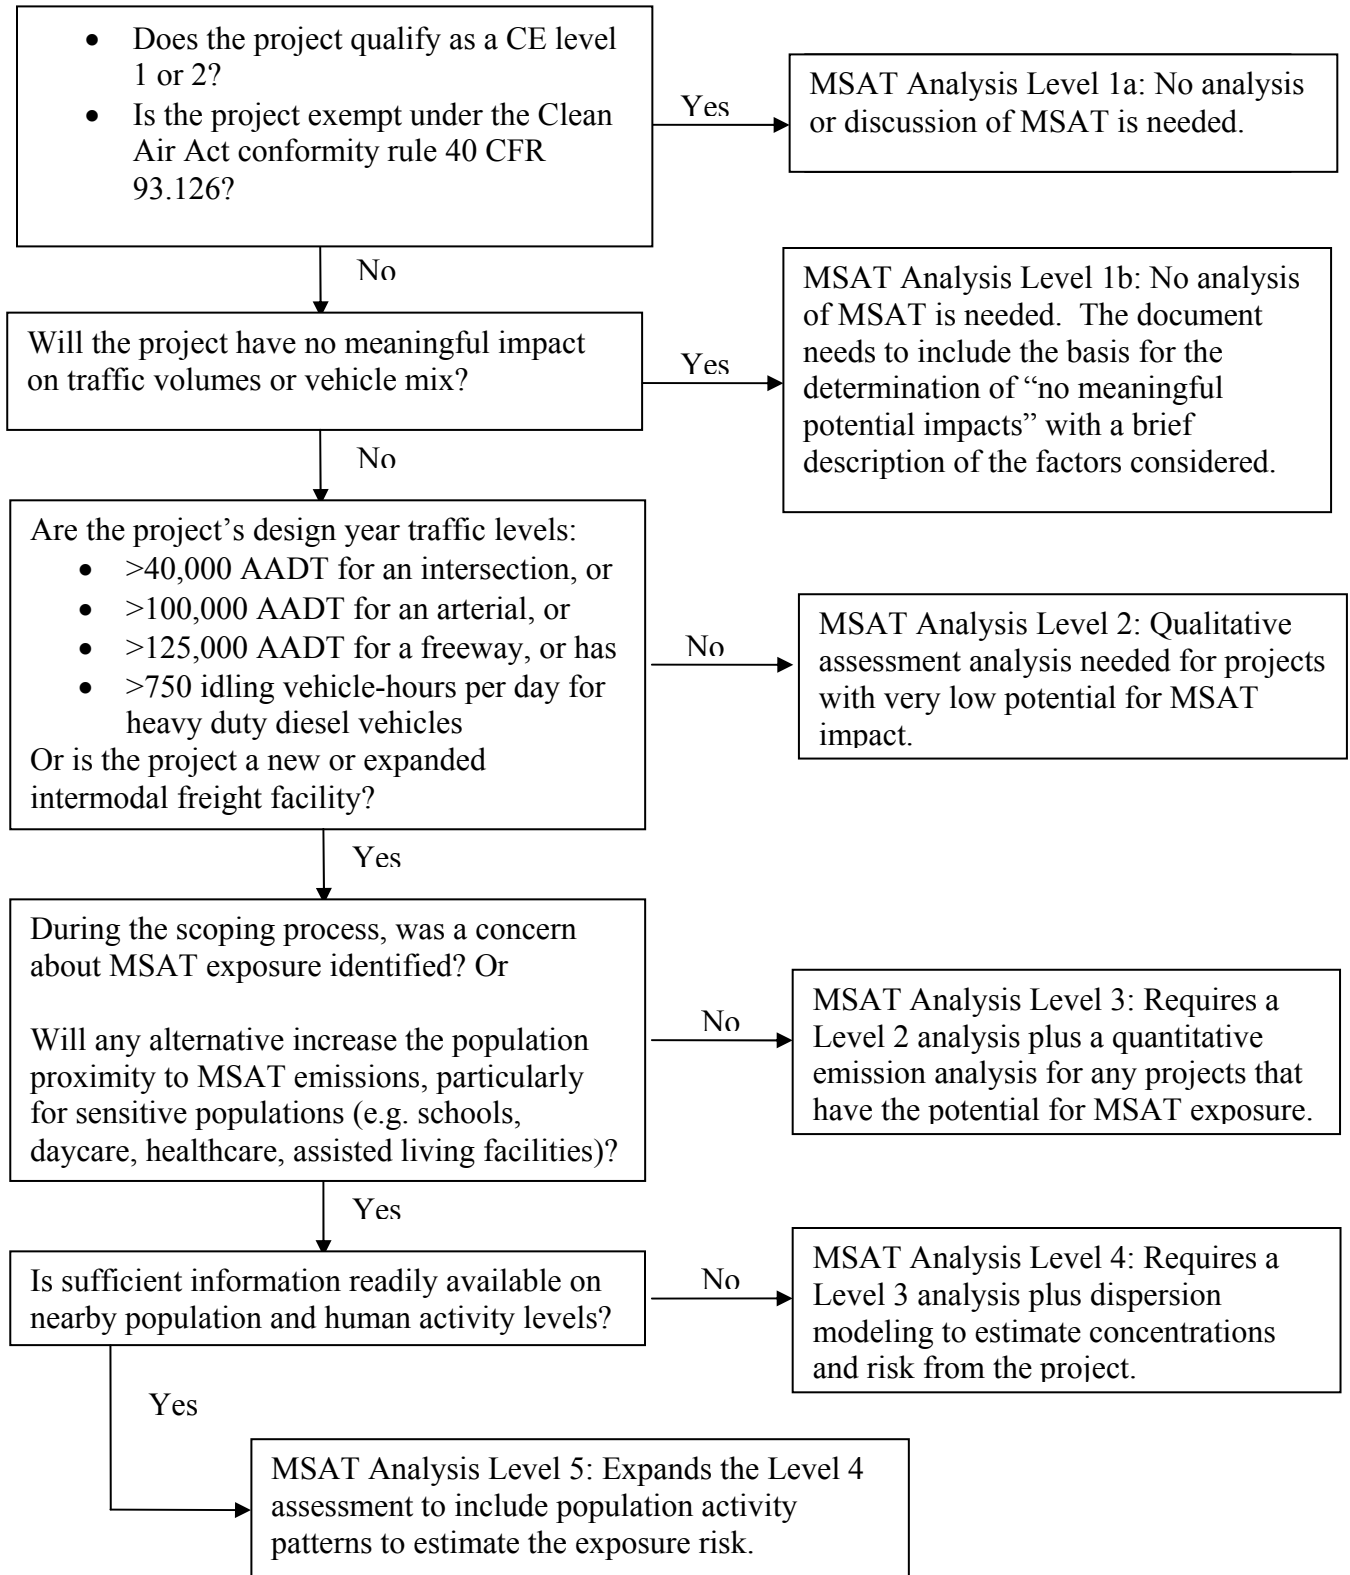 • Does the project qualify as a CE level
1 or 2?
• Is the project exempt under the Clean
Air Act conformity rule 40 CFR
93.126?
Yes
MSAT Analysis Level 1a: No analysis
or discussion of MSAT is needed.
No
Will the project have no meaningful impact
on traffic volumes or vehicle mix?
Yes
MSAT Analysis Level 1b: No analysis
of MSAT is needed.  The document
needs to include the basis for the
determination of “no meaningful
potential impacts” with a brief
description of the factors considered.
No
Are the project’s design year traffic levels:
• >40,000 AADT for an intersection, or
• >100,000 AADT for an arterial, or
• >125,000 AADT for a freeway, or has
• >750 idling vehicle-hours per day for
heavy duty diesel vehicles
Or is the project a new or expanded
intermodal freight facility?
No
MSAT Analysis Level 2: Qualitative
assessment analysis needed for projects
with very low potential for MSAT
impact.
Yes
During the scoping process, was a concern
about MSAT exposure identified? Or
Will any alternative increase the population
proximity to MSAT emissions, particularly
for sensitive populations (e.g. schools,
daycare, healthcare, assisted living facilities)?
No
MSAT Analysis Level 3: Requires a
Level 2 analysis plus a quantitative
emission analysis for any projects that
have the potential for MSAT exposure.
Yes
Is sufficient information readily available on
nearby population and human activity levels?
No
MSAT Analysis Level 4: Requires a
Level 3 analysis plus dispersion
modeling to estimate concentrations
and risk from the project.
Yes
MSAT Analysis Level 5: Expands the Level 4
assessment to include population activity
patterns to estimate the exposure risk.